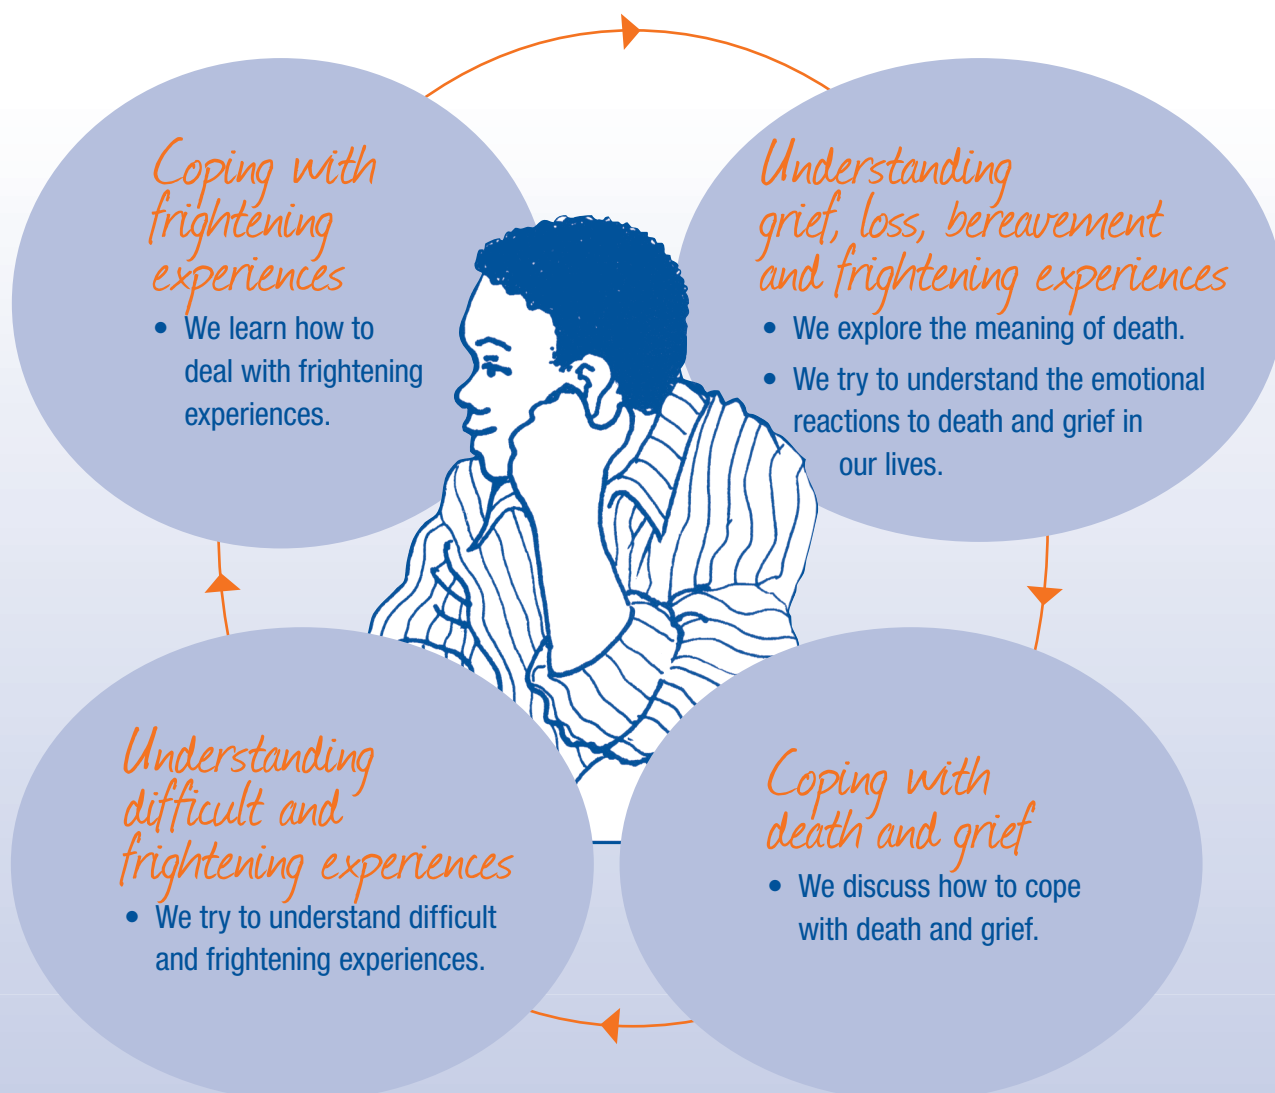 Coping with
frightening
experiences
• We learn how to
deal with frightening
experiences.
Understanding
grief, loss, bereavement
and frightening experiences
• We explore the meaning of death.
• We try to understand the emotional
reactions to death and grief in
our lives.
Understanding
difficult and
frightening experiences
• We try to understand difficult
and frightening experiences.
Coping with
death and grief
• We discuss how to cope
with death and grief.